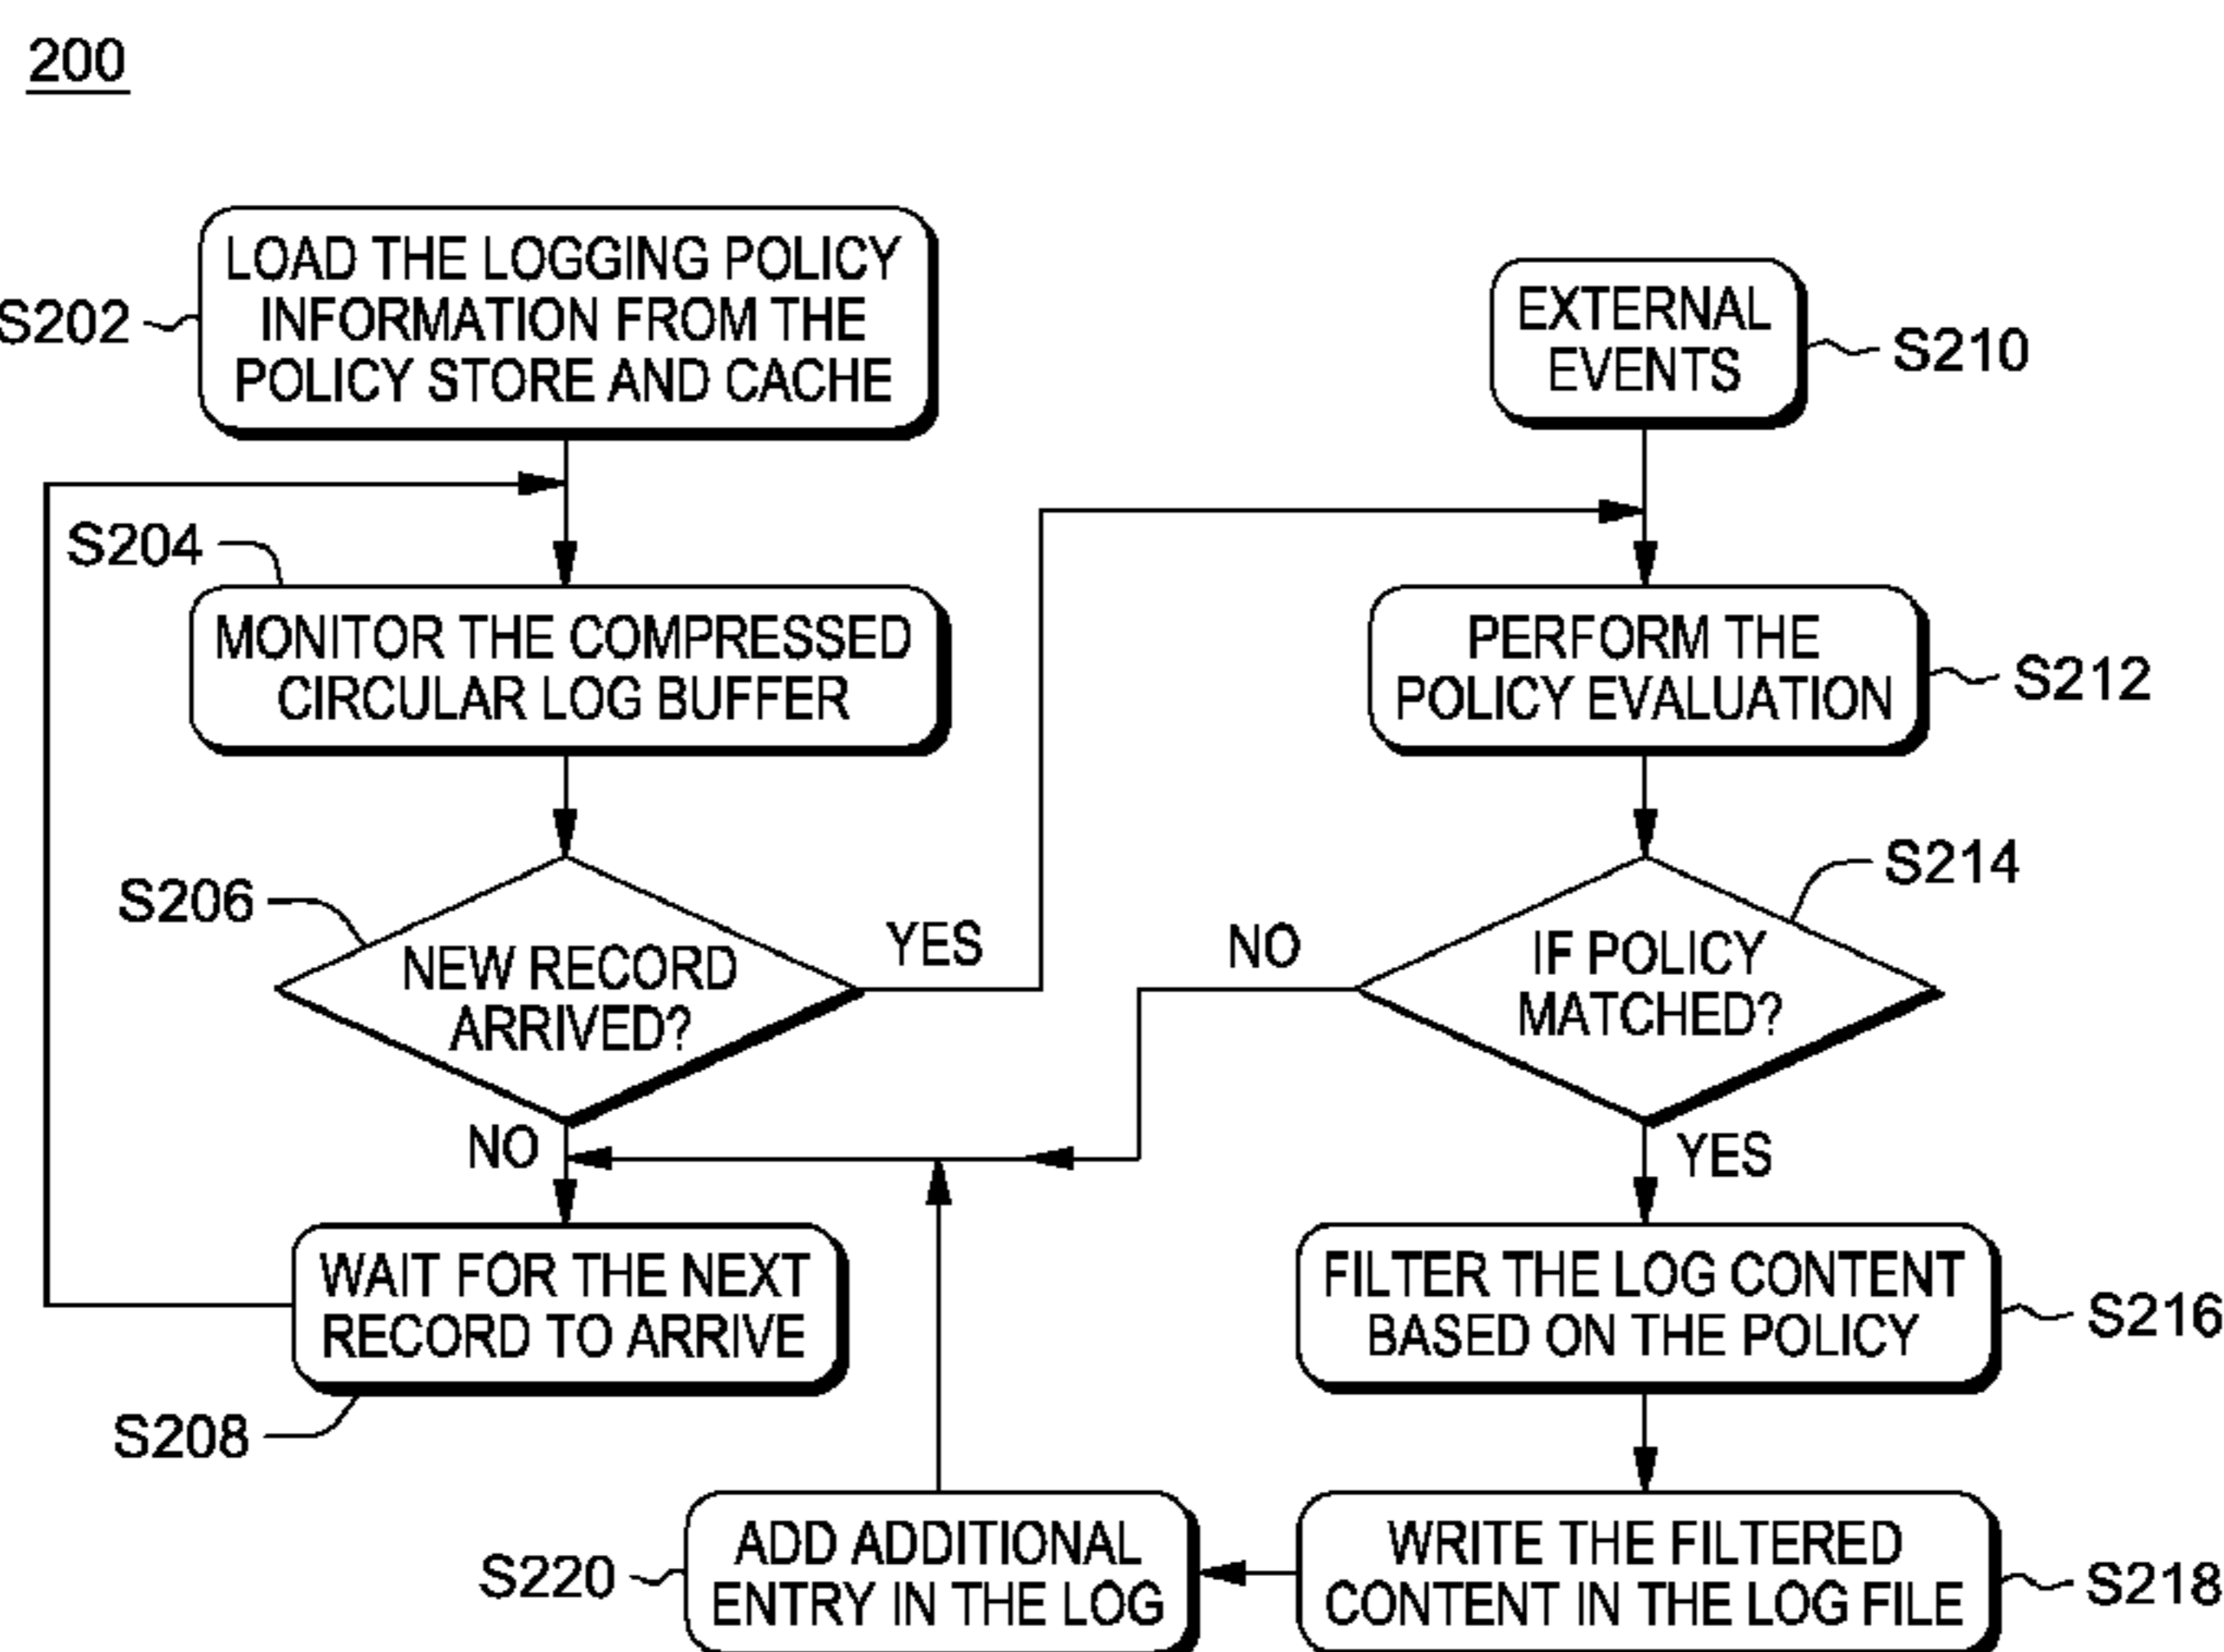 200
LOAD THE LOGGING POLICY
INFORMATION FROM THE
POLICY STORE AND CACHE
S202
EXTERNAL
EVENTS
S210
S204
MONITOR THE COMPRESSED
CIRCULAR LOG BUFFER
PERFORM THE
POLICY EVALUATION
S212
S206
NEW RECORD
ARRIVED?
YES
NO
S214
IF POLICY
MATCHED?
NO
YES
WAIT FOR THE NEXT
RECORD TO ARRIVE
S208
FILTER THE LOG CONTENT
BASED ON THE POLICY
S216
S220
ADD ADDITIONAL
ENTRY IN THE LOG
WRITE THE FILTERED
CONTENT IN THE LOG FILE
S218